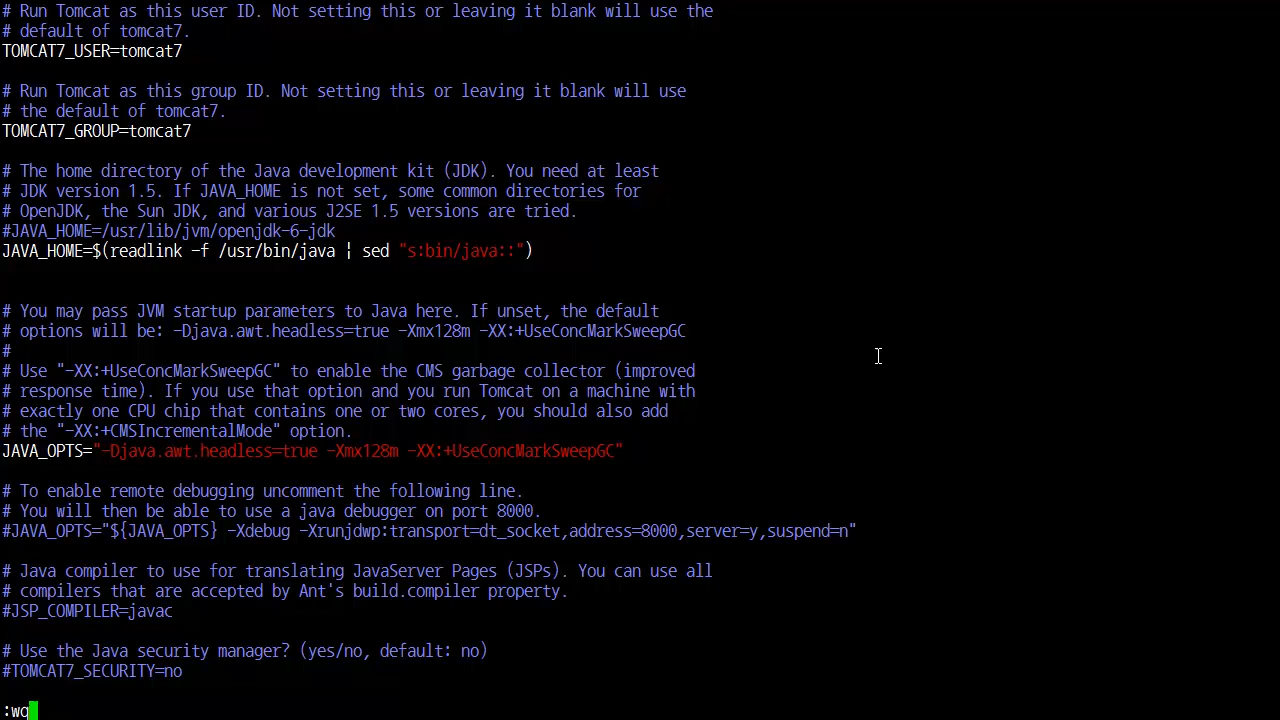 # Run Tomcat as this user ID. Not setting this or leaving it blank will use the
# default of tomcat7.
TOMCAT7_USER=tomcat7
# Run Tomcat as this group ID. Not setting this or leaving it blank will use
# the default of tomcat7.
TOMCAT7_GROUP=tomcat7
# The home directory of the Java development kit (JDK). You need at least
# JDK version 1.5. If JAVA_HOME is not set, some common directories for
# OpenJDK, the Sun JDK, and various J2SE 1.5 versions are tried.
#JAVA_HOME=/usr/lib/jvm/openjdk-6-jdk
JAVA_HOME=$(readlink -f /usr/bin/java | sed "s:bin/java::")
# You may pass JVM startup parameters to Java here. If unset, the default
# options will be: -Djava.awt.headless=true -Xmx128m -XX:+UseConcMarkSweepGC
#
# Use "-XX:+UseConcMarkSweepGC" to enable the CMS garbage collector (improved
# response time). If you use that option and you run Tomcat on a machine with
# exactly one CPU chip that contains one or two cores, you should also add
# the "-XX:+CMSIncrementalMode" option.
JAVA_OPTS="-Djava.awt.headless=true -Xmx128m -XX:+UseConcMarkSweepGC"
# To enable remote debugging uncomment the following line.
# You will then be able to use a java debugger on port 8000.
#JAVA_OPTS="${JAVA_OPTS} -Xdebug -Xrunjdwp:transport=dt_socket,address=8000,server=y,suspend=n"
# Java compiler to use for translating JavaServer Pages (JSPs). You can use all
# compilers that are accepted by Ant's build.compiler property.
#JSP_COMPILER=javac
# Use the Java security manager? (yes/no, default: no)
#TOMCAT7_SECURITY=no
:wq